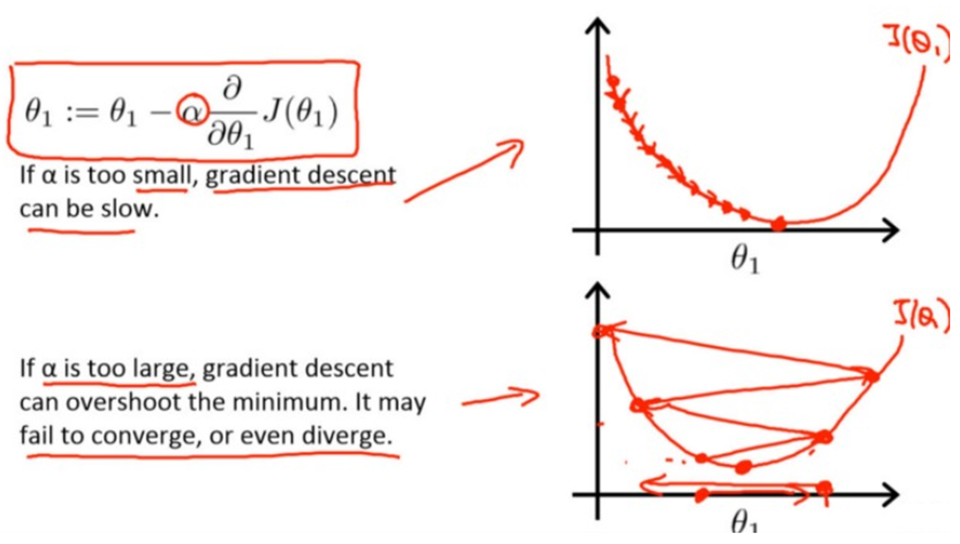 θ₁ := θ₁ − α ∂/∂θ₁ J(θ₁)
If α is too small, gradient descent
can be slow.
J(θ₁)
θ₁
If α is too large, gradient descent
can overshoot the minimum. It may
fail to converge, or even diverge.
J(θ₁)
θ₁